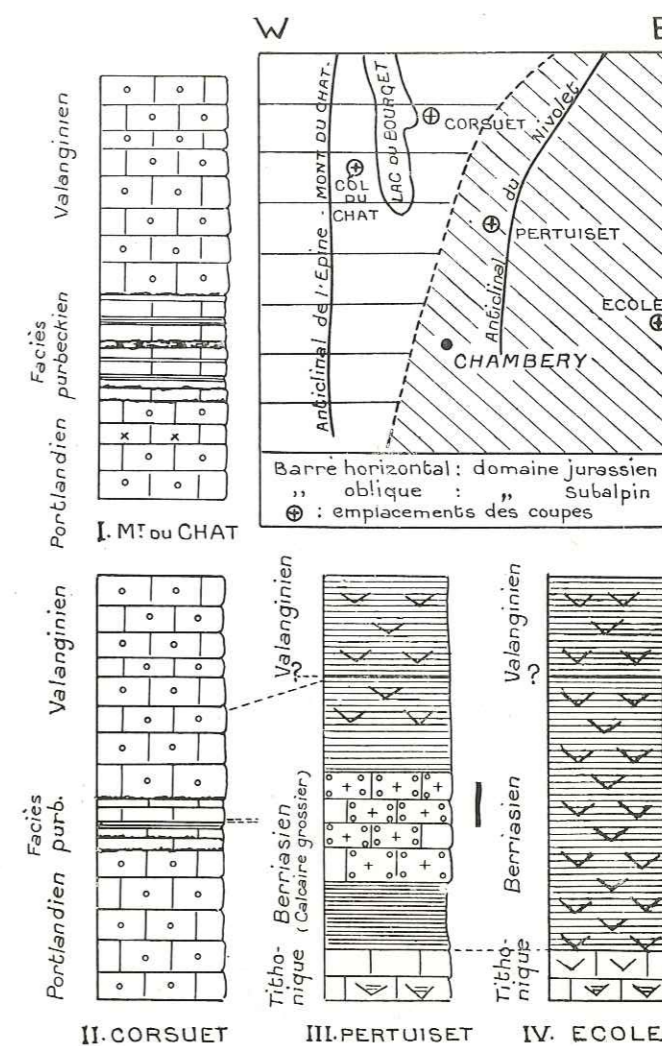 W
E
Valanginien
Faciès
purbeckien
Portlandien
I. MT DU CHAT
Anticlinal de l'Epine - MONT DU CHAT.
LAC DU BOURGET
CORSUET
COL
DU
CHAT
Anticlinal du Nivolet
PERTUISET
ECOLE
CHAMBERY
Barré horizontal : domaine jurassien
,, oblique : ,, subalpin
⊕ : emplacements des coupes
Valanginien
Faciès
purb.
Portlandien
II. CORSUET
Valanginien
?
Berriasien
(Calcaire grossier)
Titho-
nique
III. PERTUISET
Valanginien
?
Berriasien
Titho-
nique
IV. ECOLE